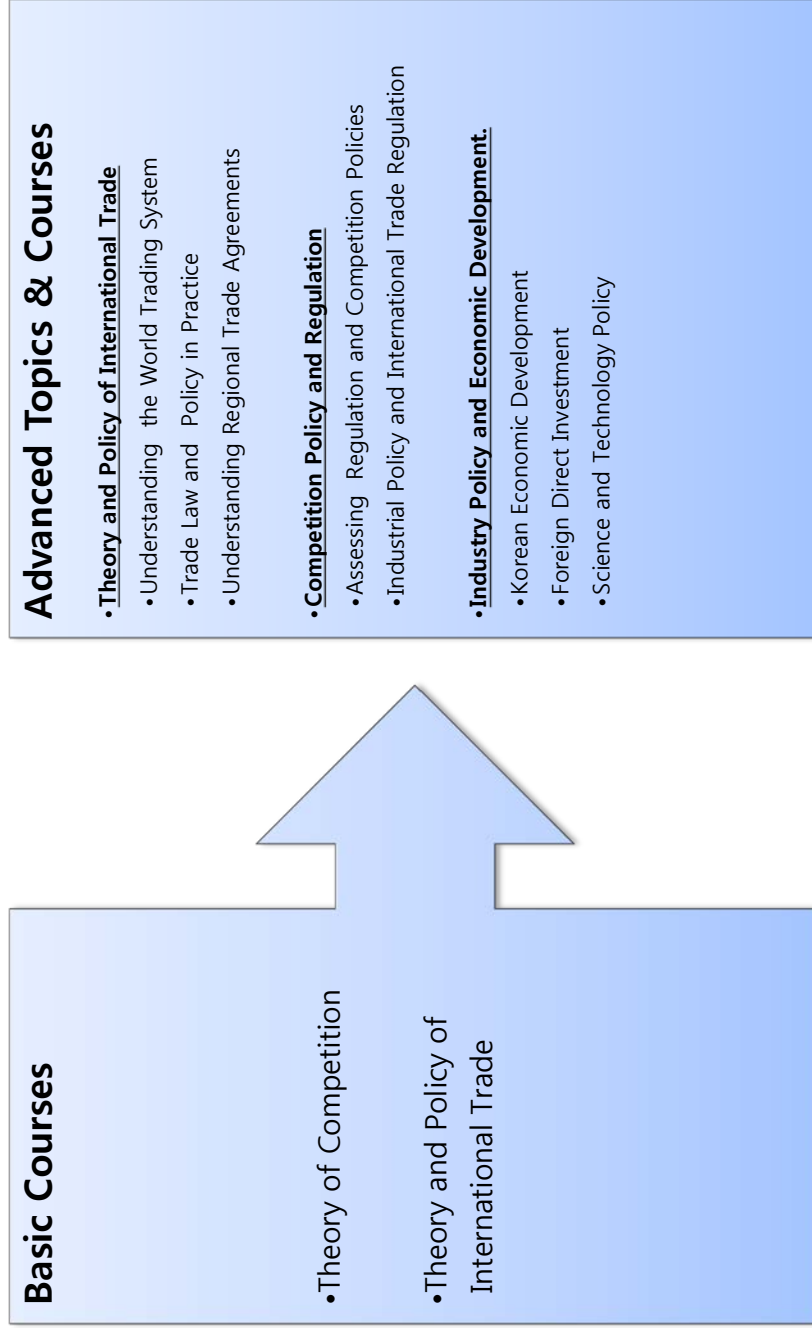 Basic Courses
•Theory of Competition
•Theory and Policy of
International Trade
Advanced Topics & Courses
•Theory and Policy of International Trade
•Understanding the World Trading System
•Trade Law and Policy in Practice
•Understanding Regional Trade Agreements
•Competition Policy and Regulation
•Assessing Regulation and Competition Policies
•Industrial Policy and International Trade Regulation
•Industry Policy and Economic Development.
•Korean Economic Development
•Foreign Direct Investment
•Science and Technology Policy